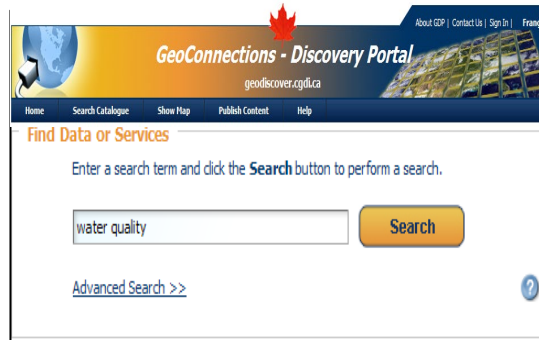 About GDP | Contact Us | Sign In |
GeoConnections - Discovery Portal
geodiscover.cgdi.ca
Home Search Catalogue Show Map Publish Content Help
Find Data or Services
Enter a search term and click the Search button to perform a search.
water quality Search
Advanced Search >>
?